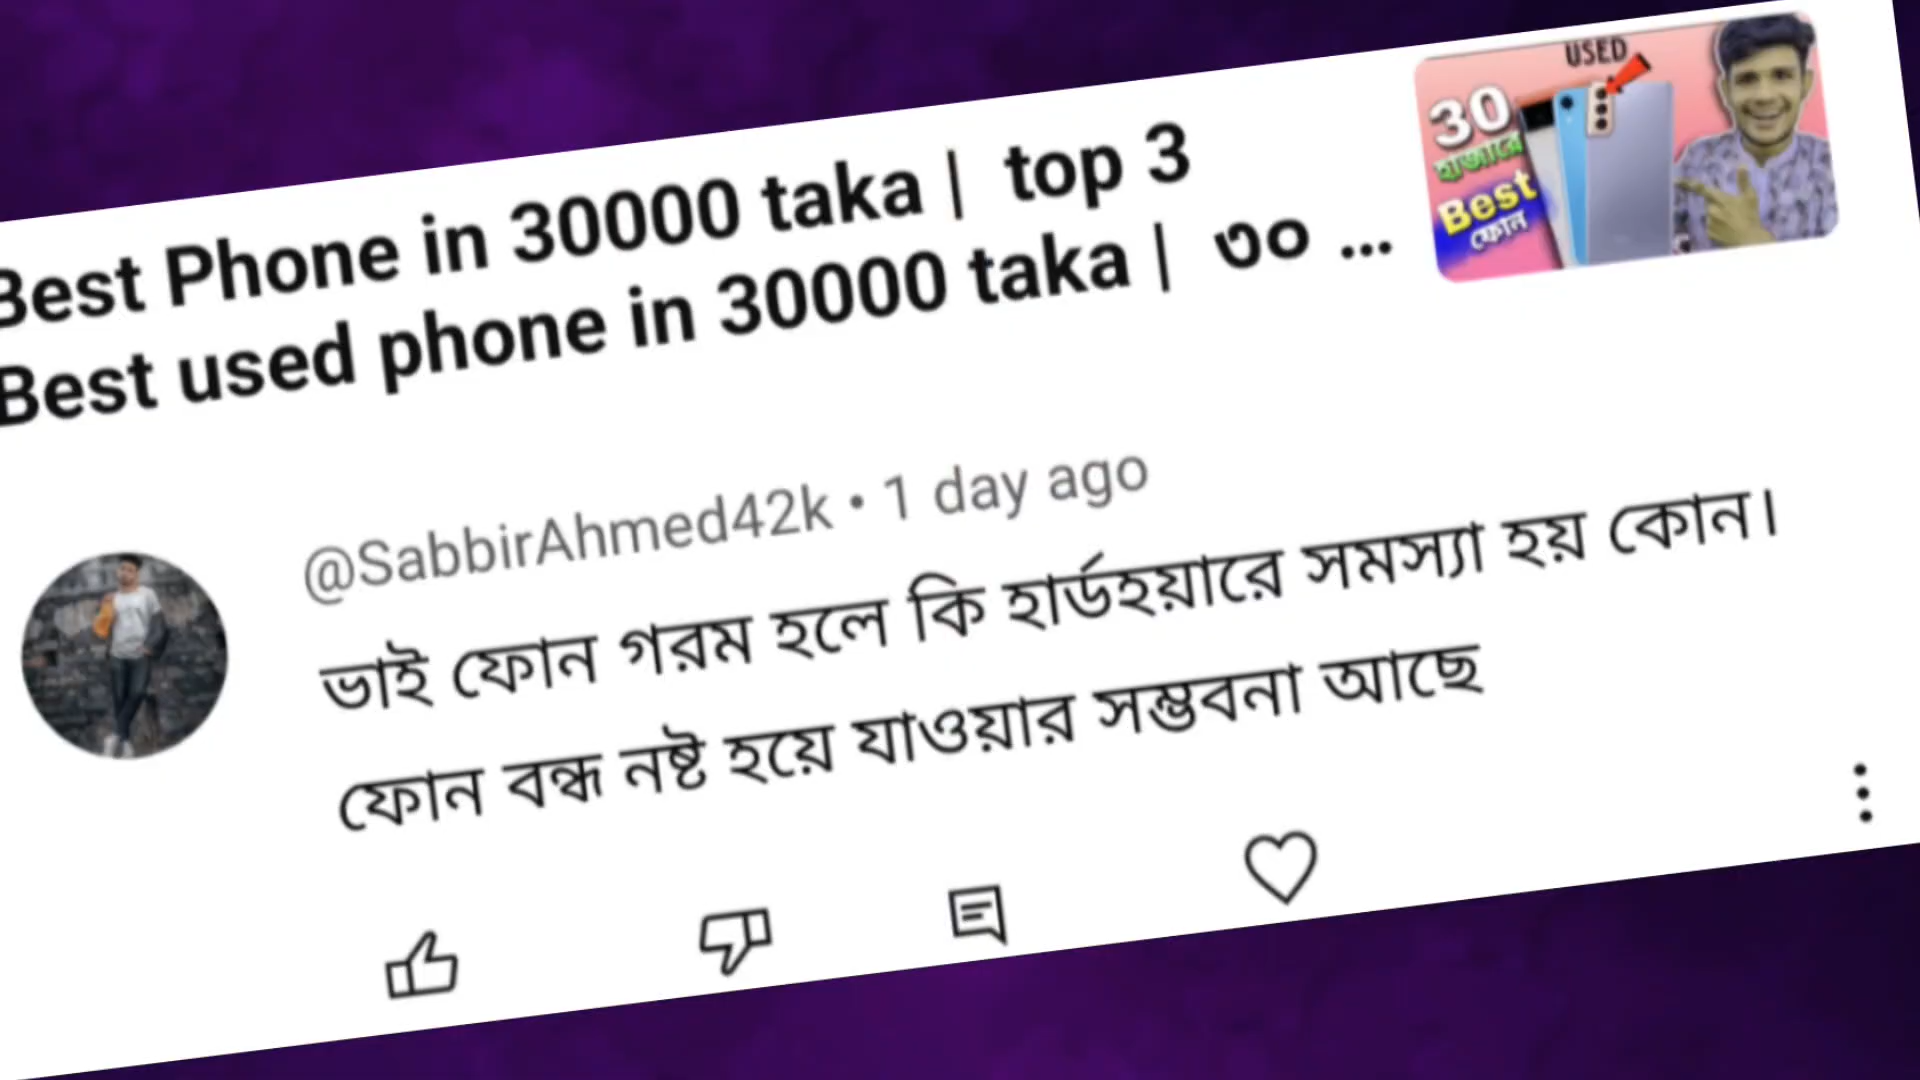 Best Phone in 30000 taka | top 3
Best used phone in 30000 taka | ৩০ ...
USED
30
হাজারে
Best
ফোন
@SabbirAhmed42k • 1 day ago
ভাই ফোন গরম হলে কি হার্ডহয়ারে সমস্যা হয় কোন।
ফোন বন্ধ নষ্ট হয়ে যাওয়ার সম্ভবনা আছে